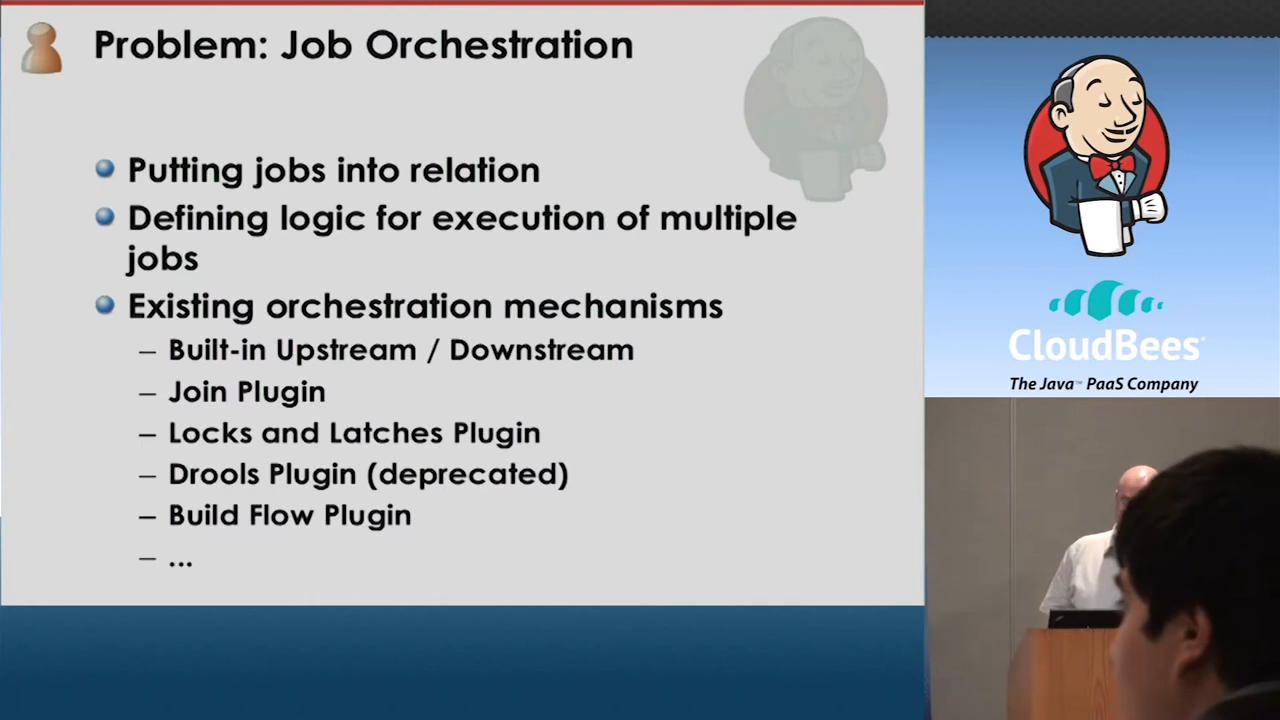 Problem: Job Orchestration
Putting jobs into relation
Defining logic for execution of multiple
jobs
Existing orchestration mechanisms
– Built-in Upstream / Downstream
– Join Plugin
– Locks and Latches Plugin
– Drools Plugin (deprecated)
– Build Flow Plugin
– ...
CloudBees
The Java™ PaaS Company